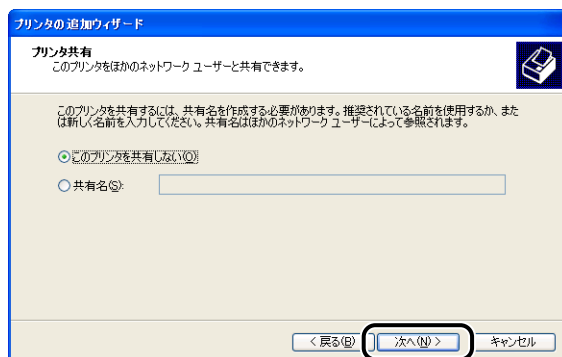 プリンタの追加ウィザード
プリンタ共有
このプリンタをほかのネットワーク ユーザーと共有できます。
このプリンタを共有するには、共有名を作成する必要があります。推奨されている名前を使用するか、また
は新しく名前を入力してください。共有名はほかのネットワーク ユーザーによって参照されます。
このプリンタを共有しない(O)
共有名(S):
< 戻る(B) 次へ(N) > キャンセル